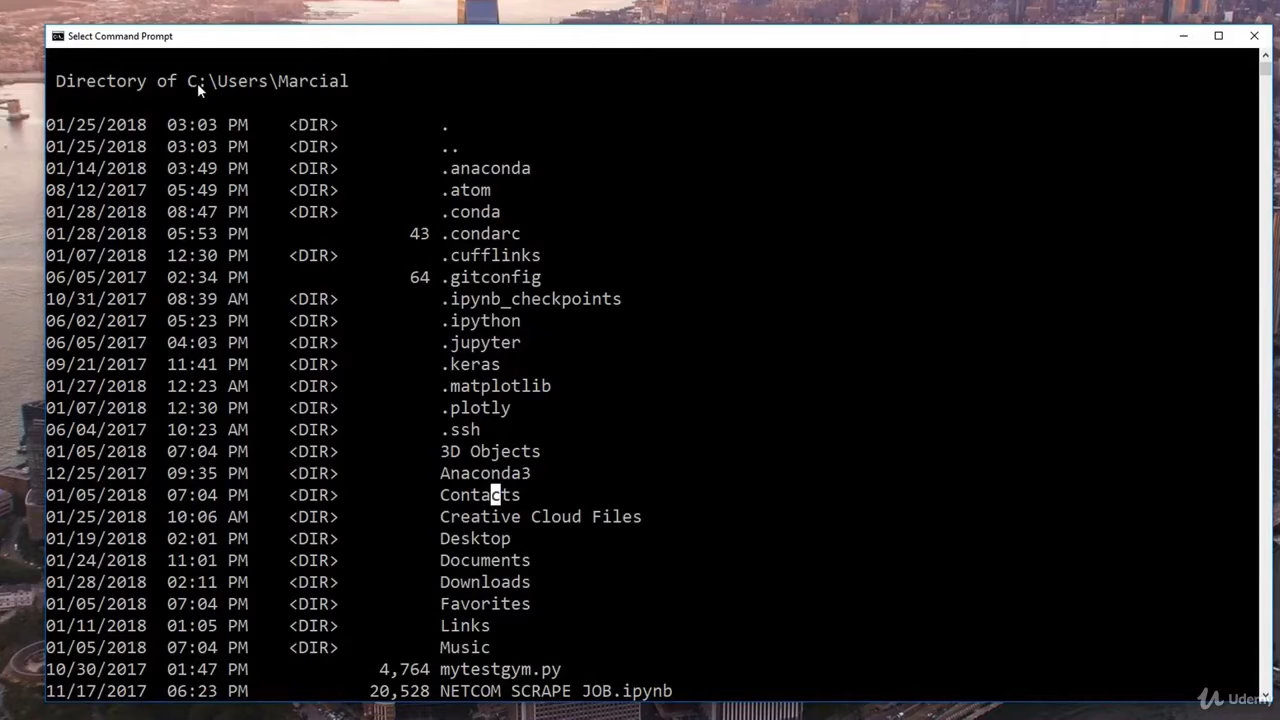 Select Command Prompt
Directory of C:\Users\Marcial
01/25/2018 03:03 PM <DIR> .
01/25/2018 03:03 PM <DIR> ..
01/14/2018 03:49 PM <DIR> .anaconda
08/12/2017 05:49 PM <DIR> .atom
01/28/2018 08:47 PM <DIR> .conda
01/28/2018 05:53 PM 43 .condarc
01/07/2018 12:30 PM <DIR> .cufflinks
06/05/2017 02:34 PM 64 .gitconfig
10/31/2017 08:39 AM <DIR> .ipynb_checkpoints
06/02/2017 05:23 PM <DIR> .ipython
06/05/2017 04:03 PM <DIR> .jupyter
09/21/2017 11:41 PM <DIR> .keras
01/27/2018 12:23 AM <DIR> .matplotlib
01/07/2018 12:30 PM <DIR> .plotly
06/04/2017 10:23 AM <DIR> .ssh
01/05/2018 07:04 PM <DIR> 3D Objects
12/25/2017 09:35 PM <DIR> Anaconda3
01/05/2018 07:04 PM <DIR> Contacts
01/25/2018 10:06 AM <DIR> Creative Cloud Files
01/19/2018 02:01 PM <DIR> Desktop
01/24/2018 11:01 PM <DIR> Documents
01/28/2018 02:11 PM <DIR> Downloads
01/05/2018 07:04 PM <DIR> Favorites
01/11/2018 01:05 PM <DIR> Links
01/05/2018 07:04 PM <DIR> Music
10/30/2017 01:47 PM 4,764 mytestgym.py
11/17/2017 06:23 PM 20,528 NETCOM SCRAPE JOB.ipynb
Udemy